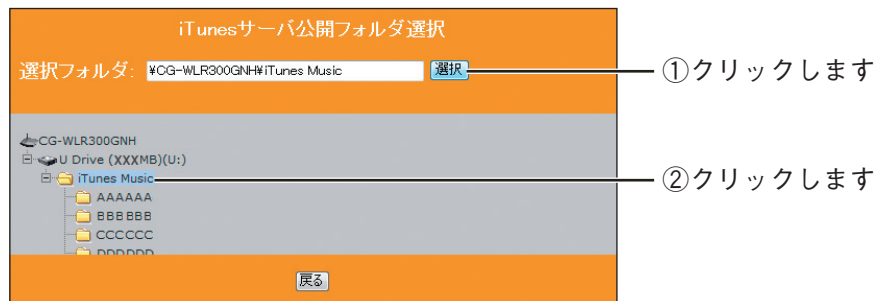 iTunesサーバ公開フォルダ選択
選択フォルダ: ¥CG-WLR300GNH¥iTunes Music 選択 ①クリックします
CG-WLR300GNH
U Drive (XXXMB)(U:)
iTunes Music ②クリックします
AAAAAA
BBBBBB
CCCCCC
DDDDDD
戻る